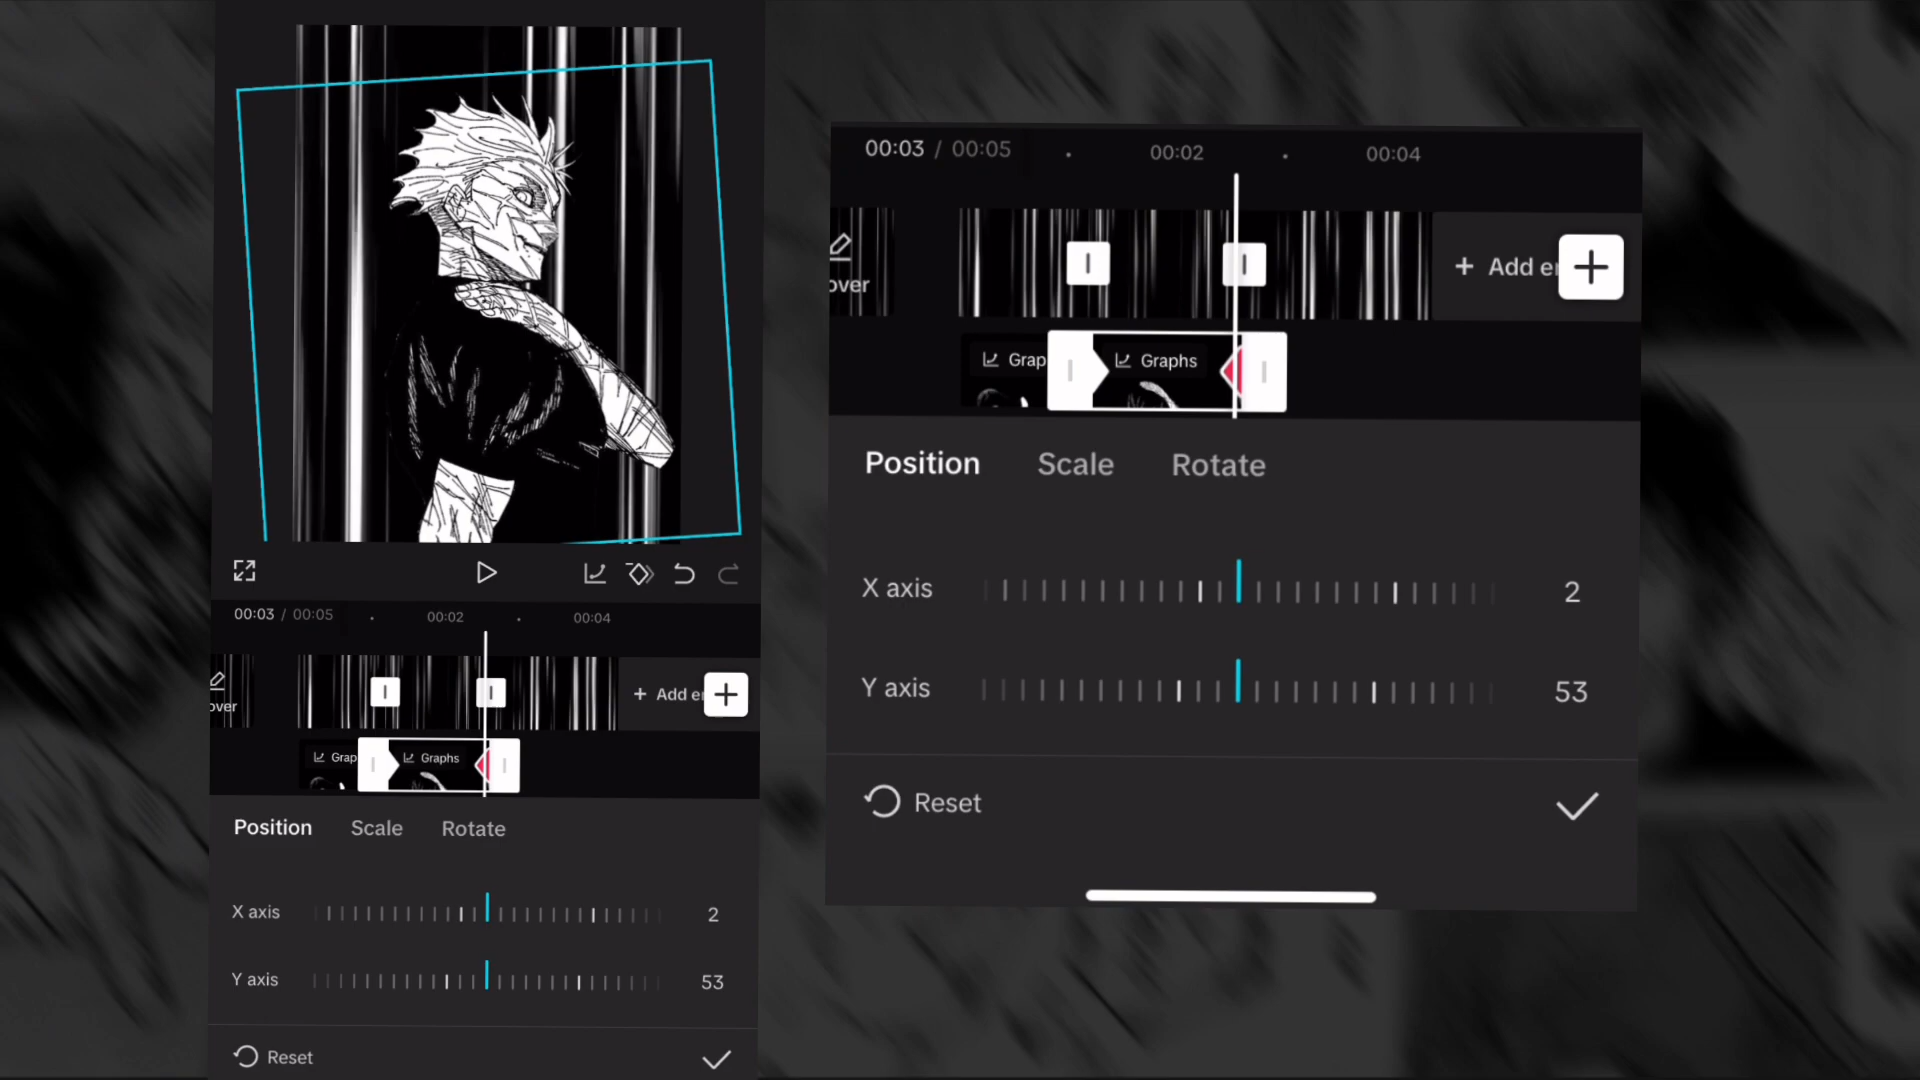 00:03 / 00:05 00:02 00:04
over
+ Add er
Grap Graphs
Position Scale Rotate
X axis 2
Y axis 53
Reset
00:03 / 00:05 00:02 00:04
over
+ Add er
Grap Graphs
Position Scale Rotate
X axis 2
Y axis 53
Reset